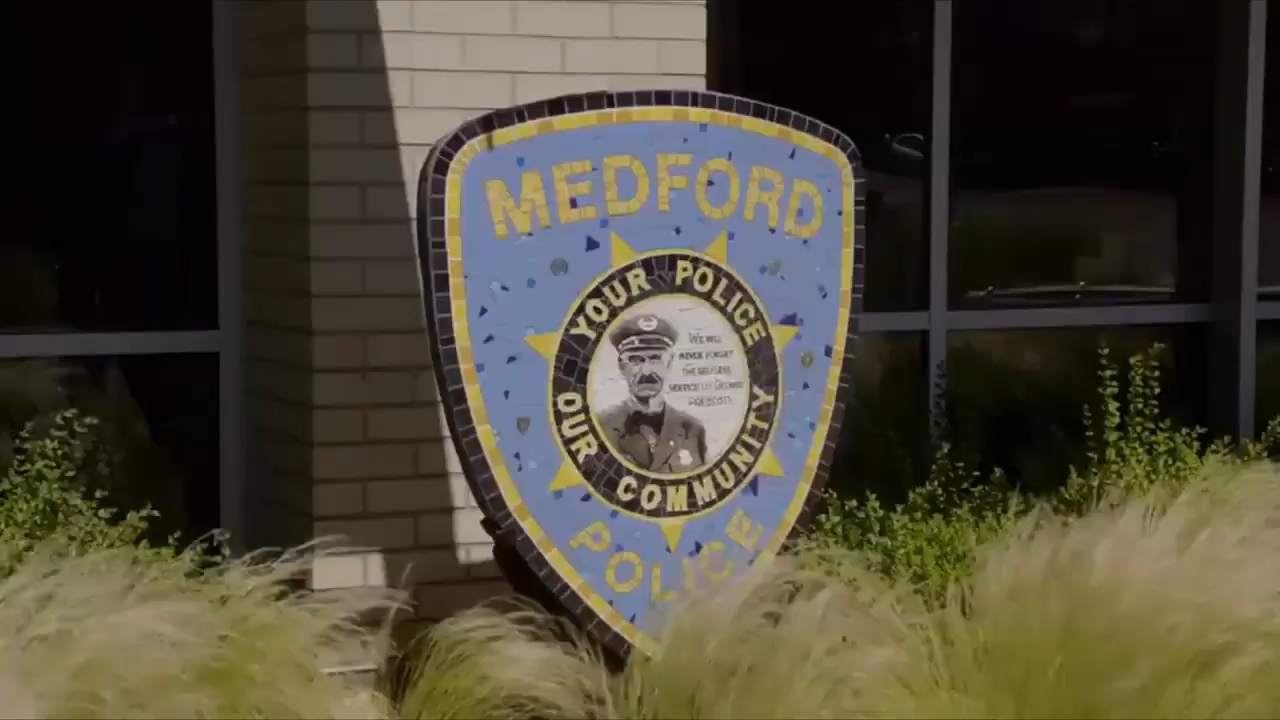 MEDFORD
YOUR POLICE
WE WILL
NEVER FORGET
THE SELFLESS
SERVICE OF GEORGE
PRESCOTT
OUR COMMUNITY
POLICE